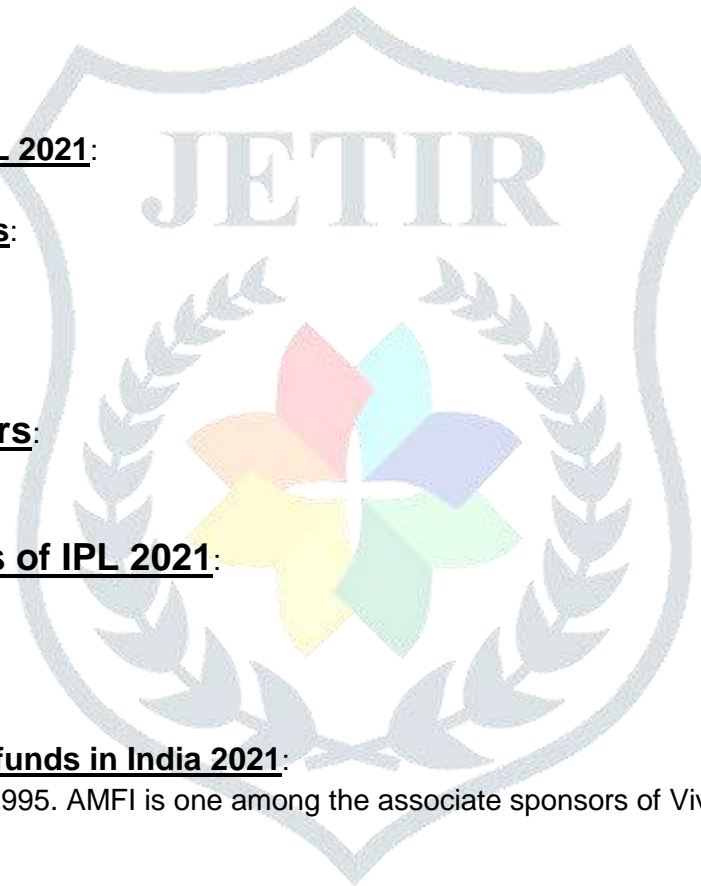 L 2021:
JETIR
s:
rs:
s of IPL 2021:
funds in India 2021:
995. AMFI is one among the associate sponsors of Viv